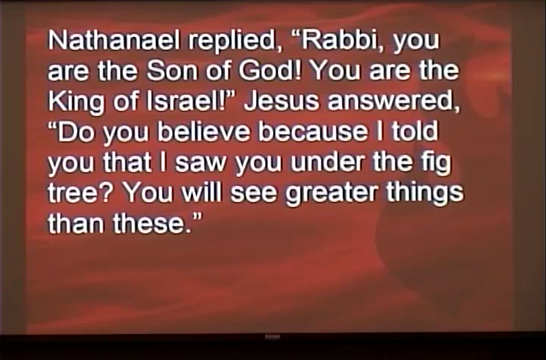 Nathanael replied, “Rabbi, you
are the Son of God! You are the
King of Israel!” Jesus answered,
“Do you believe because I told
you that I saw you under the fig
tree? You will see greater things
than these.”